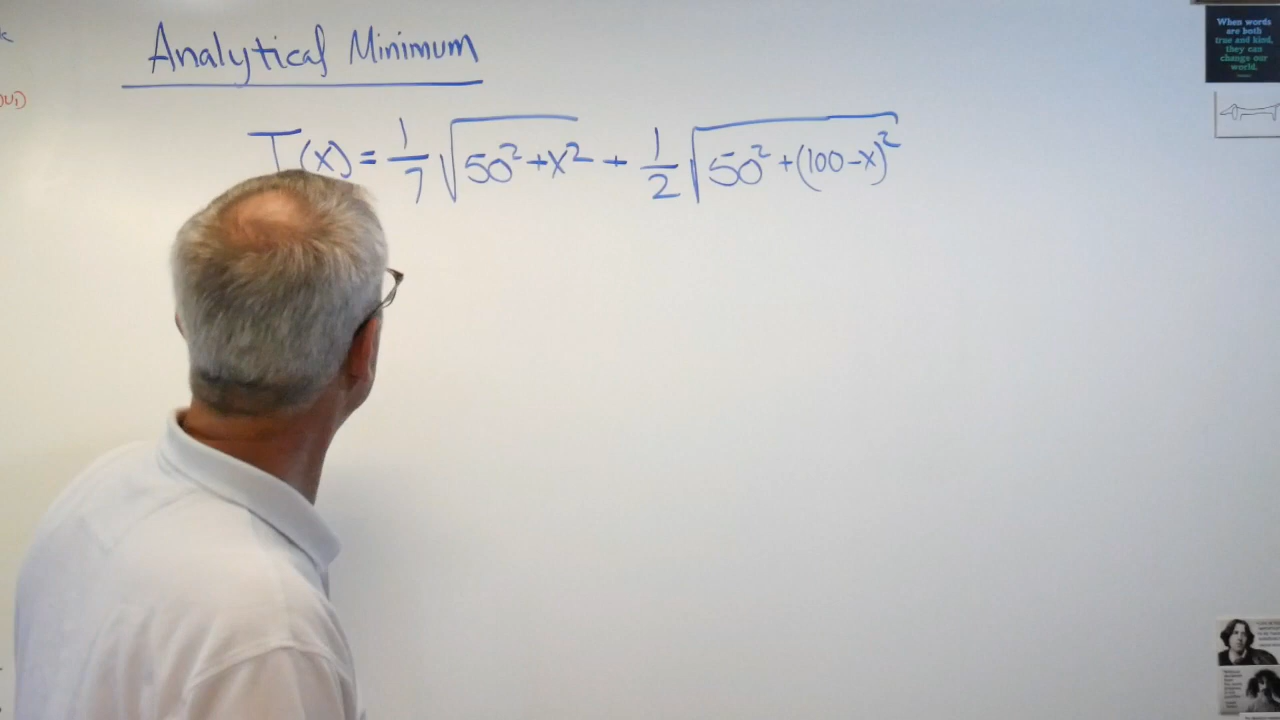 Analytical Minimum
T(x) = 1/7 √(50² + x²) + 1/2 √(50² + (100 - x)²)
When words
are both
true and kind,
they can
change our
world.